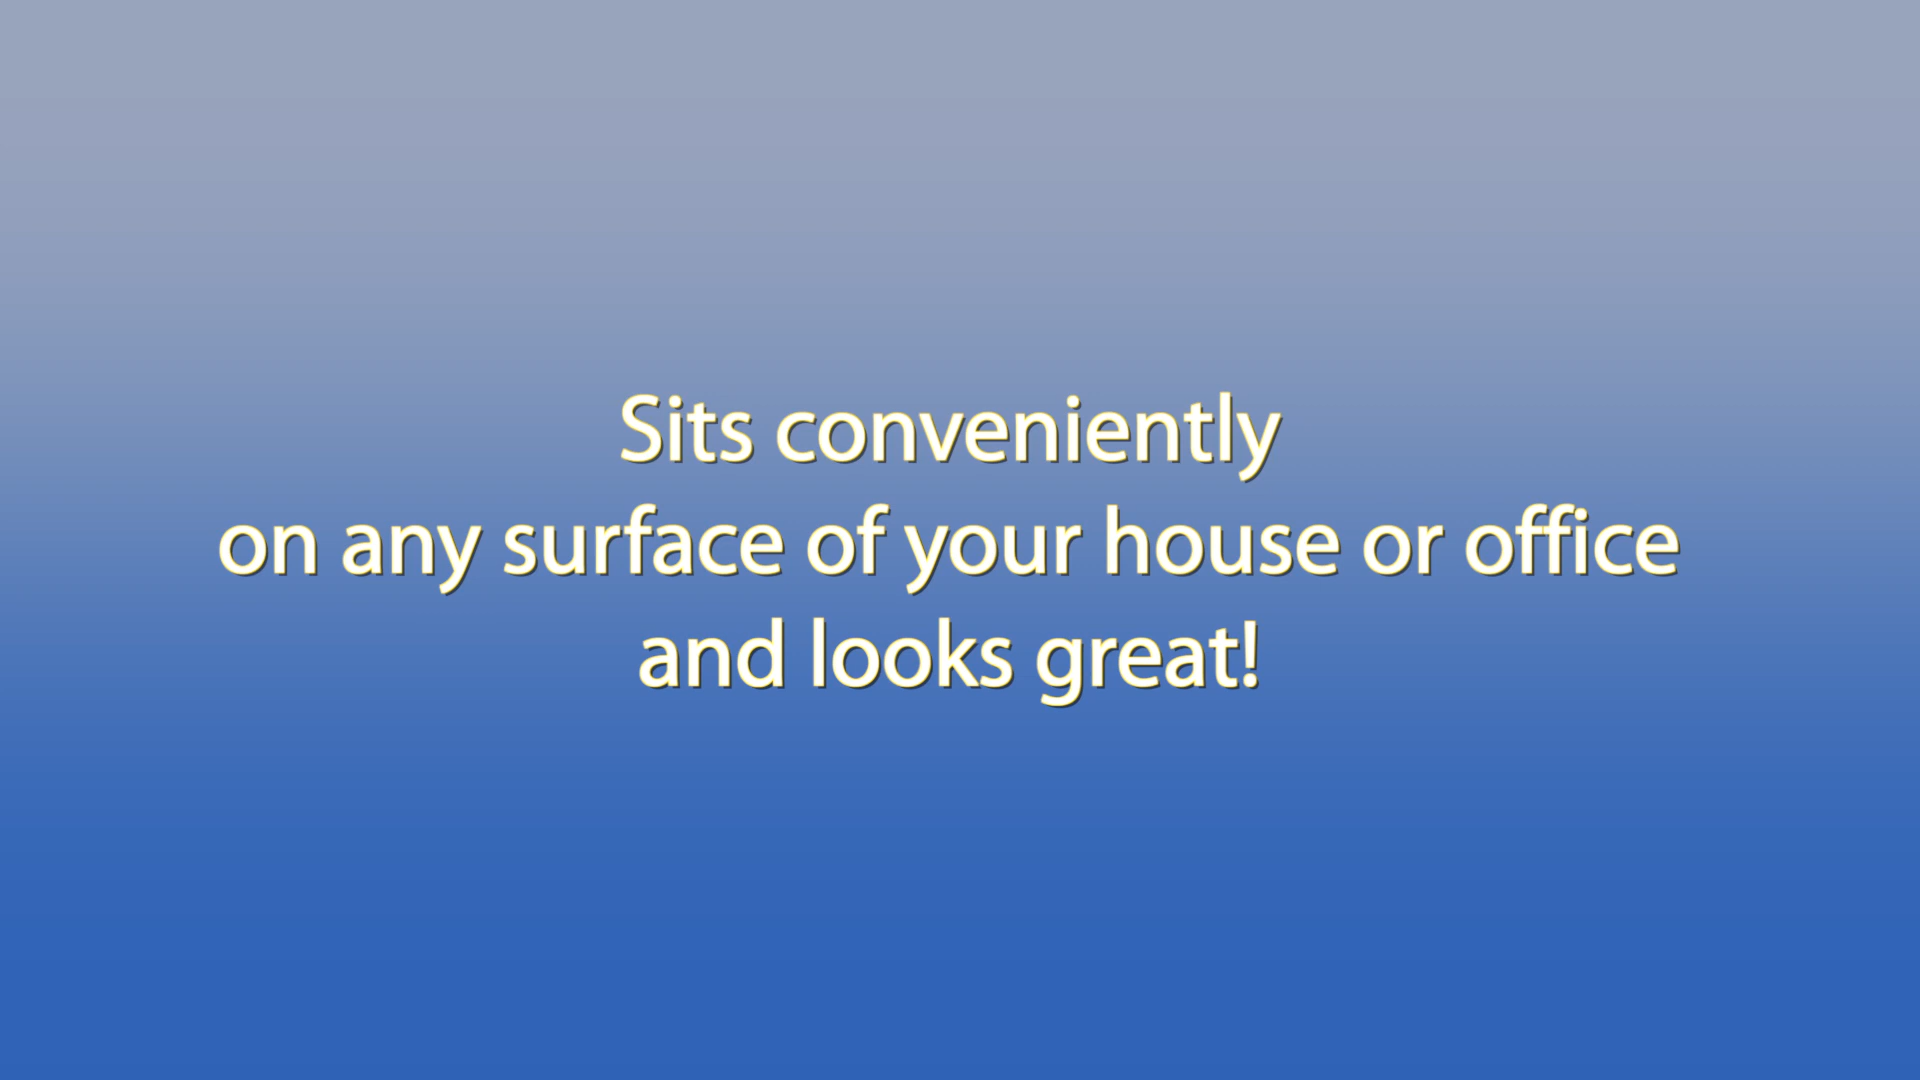 Sits conveniently
on any surface of your house or office
and looks great!